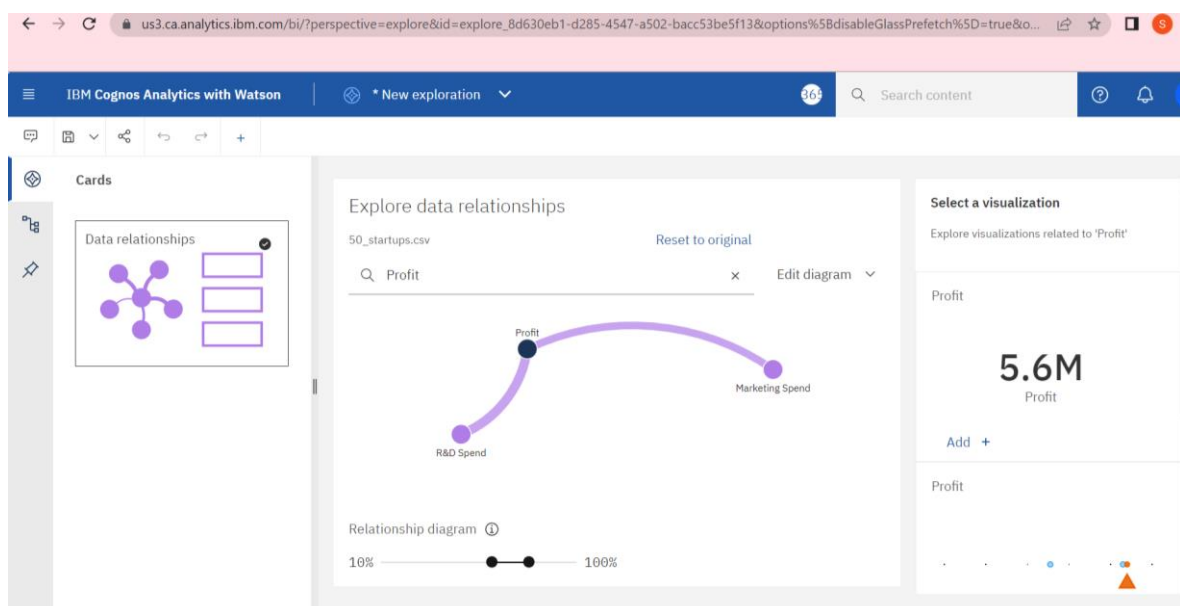 us3.ca.analytics.ibm.com/bi/?perspective=explore&id=explore_8d630eb1-d285-4547-a502-bacc53be5f13&options%5BdisableGlassPrefetch%5D=true&o...
S
IBM Cognos Analytics with Watson
* New exploration
365
Search content
Cards
Data relationships
Explore data relationships
50_startups.csv
Reset to original
Profit
Edit diagram
Profit
Marketing Spend
R&D Spend
Relationship diagram
10%
100%
Select a visualization
Explore visualizations related to 'Profit'
Profit
5.6M
Profit
Add +
Profit